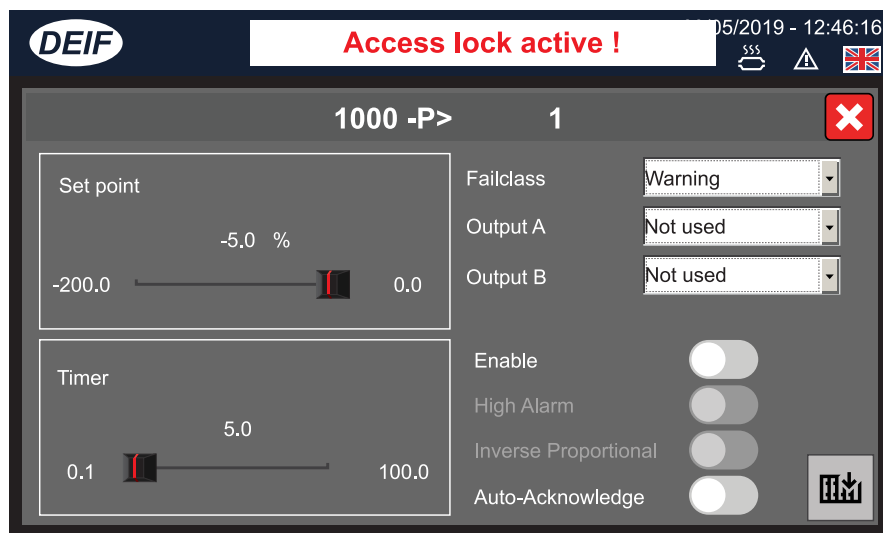 DEIF
Access lock active !
05/2019 - 12:46:16
1000 -P> 1
Set point
-5.0 %
-200.0 0.0
Timer
5.0
0.1 100.0
Failclass Warning
Output A Not used
Output B Not used
Enable
High Alarm
Inverse Proportional
Auto-Acknowledge